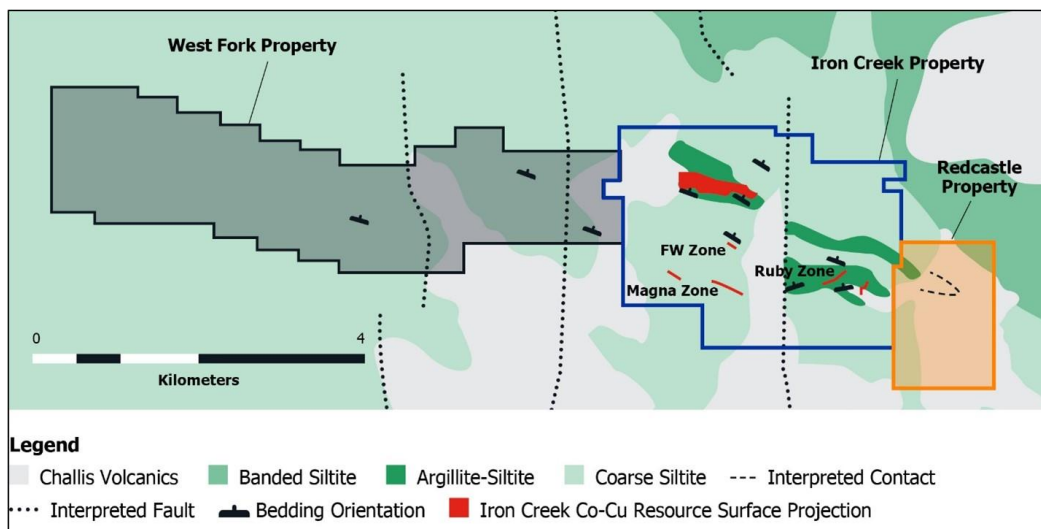 West Fork Property
Iron Creek Property
Redcastle
Property
FW Zone
Ruby Zone
Magna Zone
0
4
Kilometers
Legend
Challis Volcanics
Banded Siltite
Argillite-Siltite
Coarse Siltite
Interpreted Contact
Interpreted Fault
Bedding Orientation
Iron Creek Co-Cu Resource Surface Projection